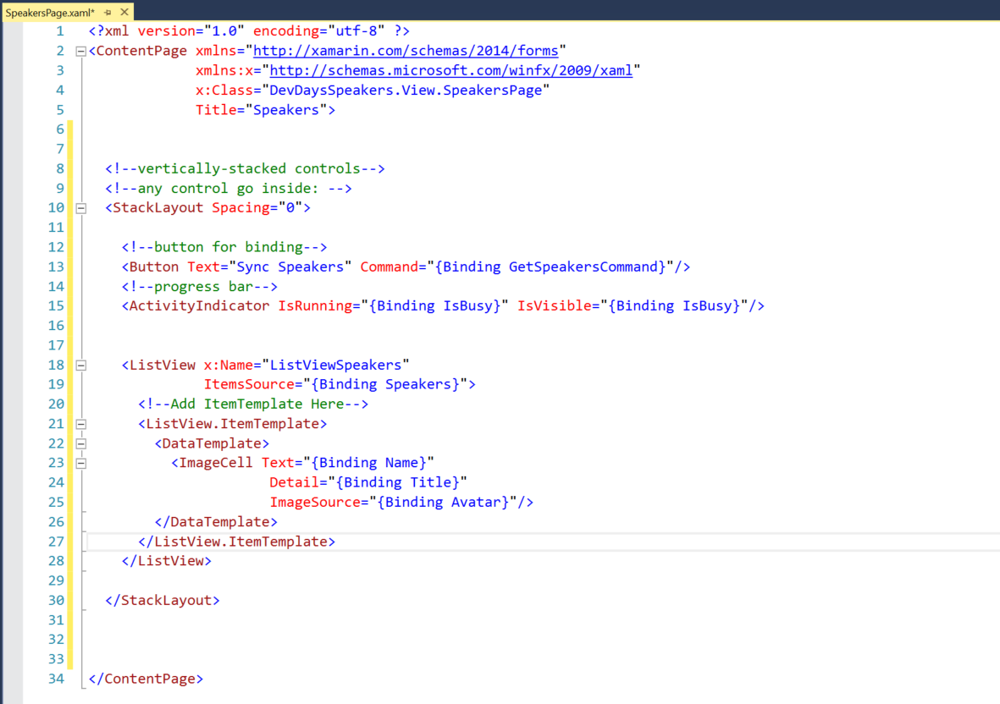 SpeakersPage.xaml*
1 <?xml version="1.0" encoding="utf-8" ?>
2 <ContentPage xmlns="http://xamarin.com/schemas/2014/forms"
3 xmlns:x="http://schemas.microsoft.com/winfx/2009/xaml"
4 x:Class="DevDaysSpeakers.View.SpeakersPage"
5 Title="Speakers">
6
7
8 <!--vertically-stacked controls-->
9 <!--any control go inside: -->
10 <StackLayout Spacing="0">
11
12 <!--button for binding-->
13 <Button Text="Sync Speakers" Command="{Binding GetSpeakersCommand}"/>
14 <!--progress bar-->
15 <ActivityIndicator IsRunning="{Binding IsBusy}" IsVisible="{Binding IsBusy}"/>
16
17
18 <ListView x:Name="ListViewSpeakers"
19 ItemsSource="{Binding Speakers}">
20 <!--Add ItemTemplate Here-->
21 <ListView.ItemTemplate>
22 <DataTemplate>
23 <ImageCell Text="{Binding Name}"
24 Detail="{Binding Title}"
25 ImageSource="{Binding Avatar}"/>
26 </DataTemplate>
27 </ListView.ItemTemplate>
28 </ListView>
29
30 </StackLayout>
31
32
33
34 </ContentPage>